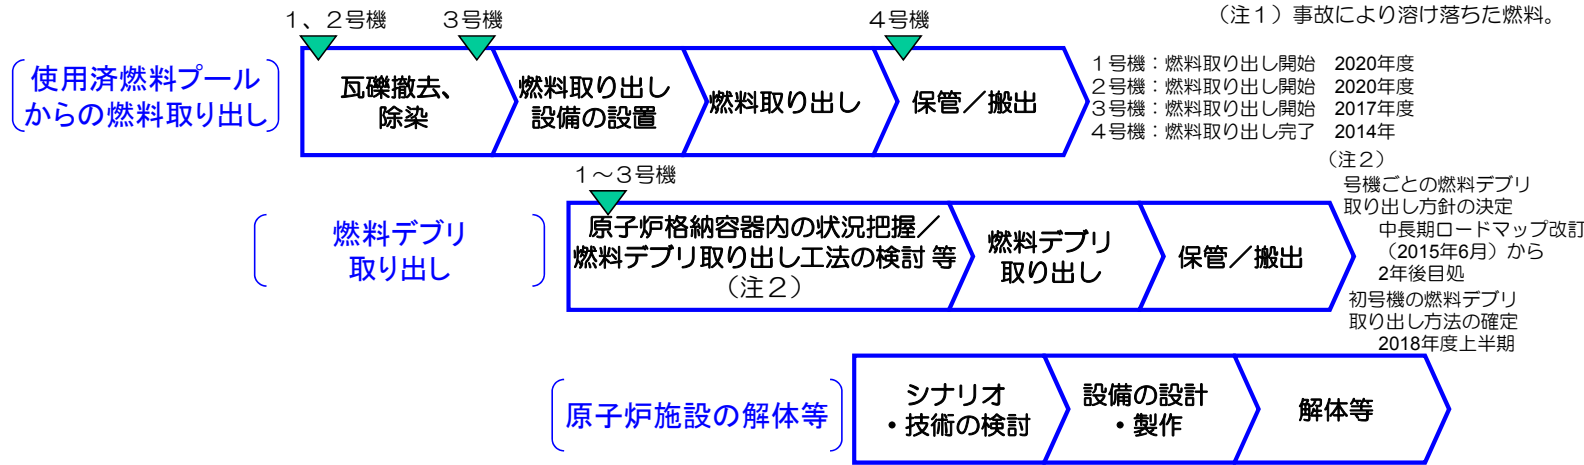 （注１）事故により溶け落ちた燃料。
１、２号機
３号機
４号機
使用済燃料プール
からの燃料取り出し
瓦礫撤去、
除染
燃料取り出し
設備の設置
燃料取り出し
保管／搬出
１号機：燃料取り出し開始　2020年度
２号機：燃料取り出し開始　2020年度
３号機：燃料取り出し開始　2017年度
４号機：燃料取り出し完了　2014年
１～３号機
燃料デブリ
取り出し
原子炉格納容器内の状況把握／
燃料デブリ取り出し工法の検討 等
（注２）
燃料デブリ
取り出し
保管／搬出
（注２）
号機ごとの燃料デブリ
取り出し方針の決定
中長期ロードマップ改訂
（2015年6月）から
2年後目処
初号機の燃料デブリ
取り出し方法の確定
2018年度上半期
原子炉施設の解体等
シナリオ
・技術の検討
設備の設計
・製作
解体等